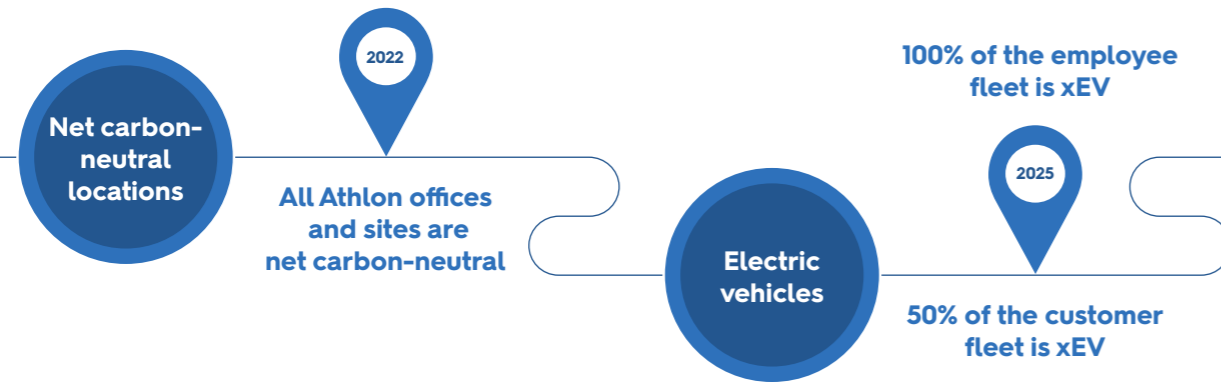 Net carbon-
neutral
locations
2022
All Athlon offices
and sites are
net carbon-neutral
Electric
vehicles
100% of the employee
fleet is xEV
2025
50% of the customer
fleet is xEV